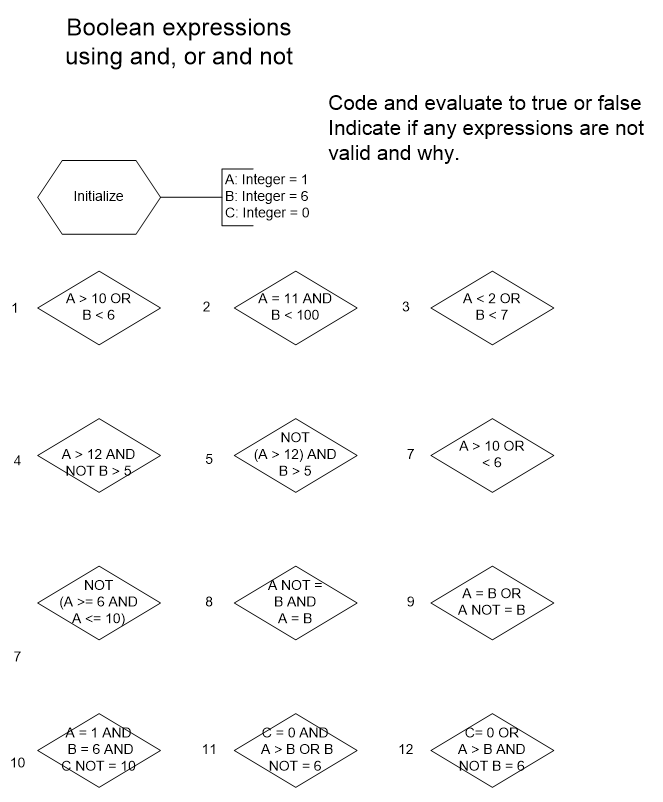 Boolean expressions
using and, or and not
Code and evaluate to true or false
Indicate if any expressions are not
valid and why.
Initialize
A: Integer = 1
B: Integer = 6
C: Integer = 0
1
A > 10 OR
B < 6
2
A = 11 AND
B < 100
3
A < 2 OR
B < 7
4
A > 12 AND
NOT B > 5
5
NOT
(A > 12) AND
B > 5
7
A > 10 OR
< 6
7
NOT
(A >= 6 AND
A <= 10)
8
A NOT =
B AND
A = B
9
A = B OR
A NOT = B
10
A = 1 AND
B = 6 AND
C NOT = 10
11
C = 0 AND
A > B OR B
NOT = 6
12
C= 0 OR
A > B AND
NOT B = 6